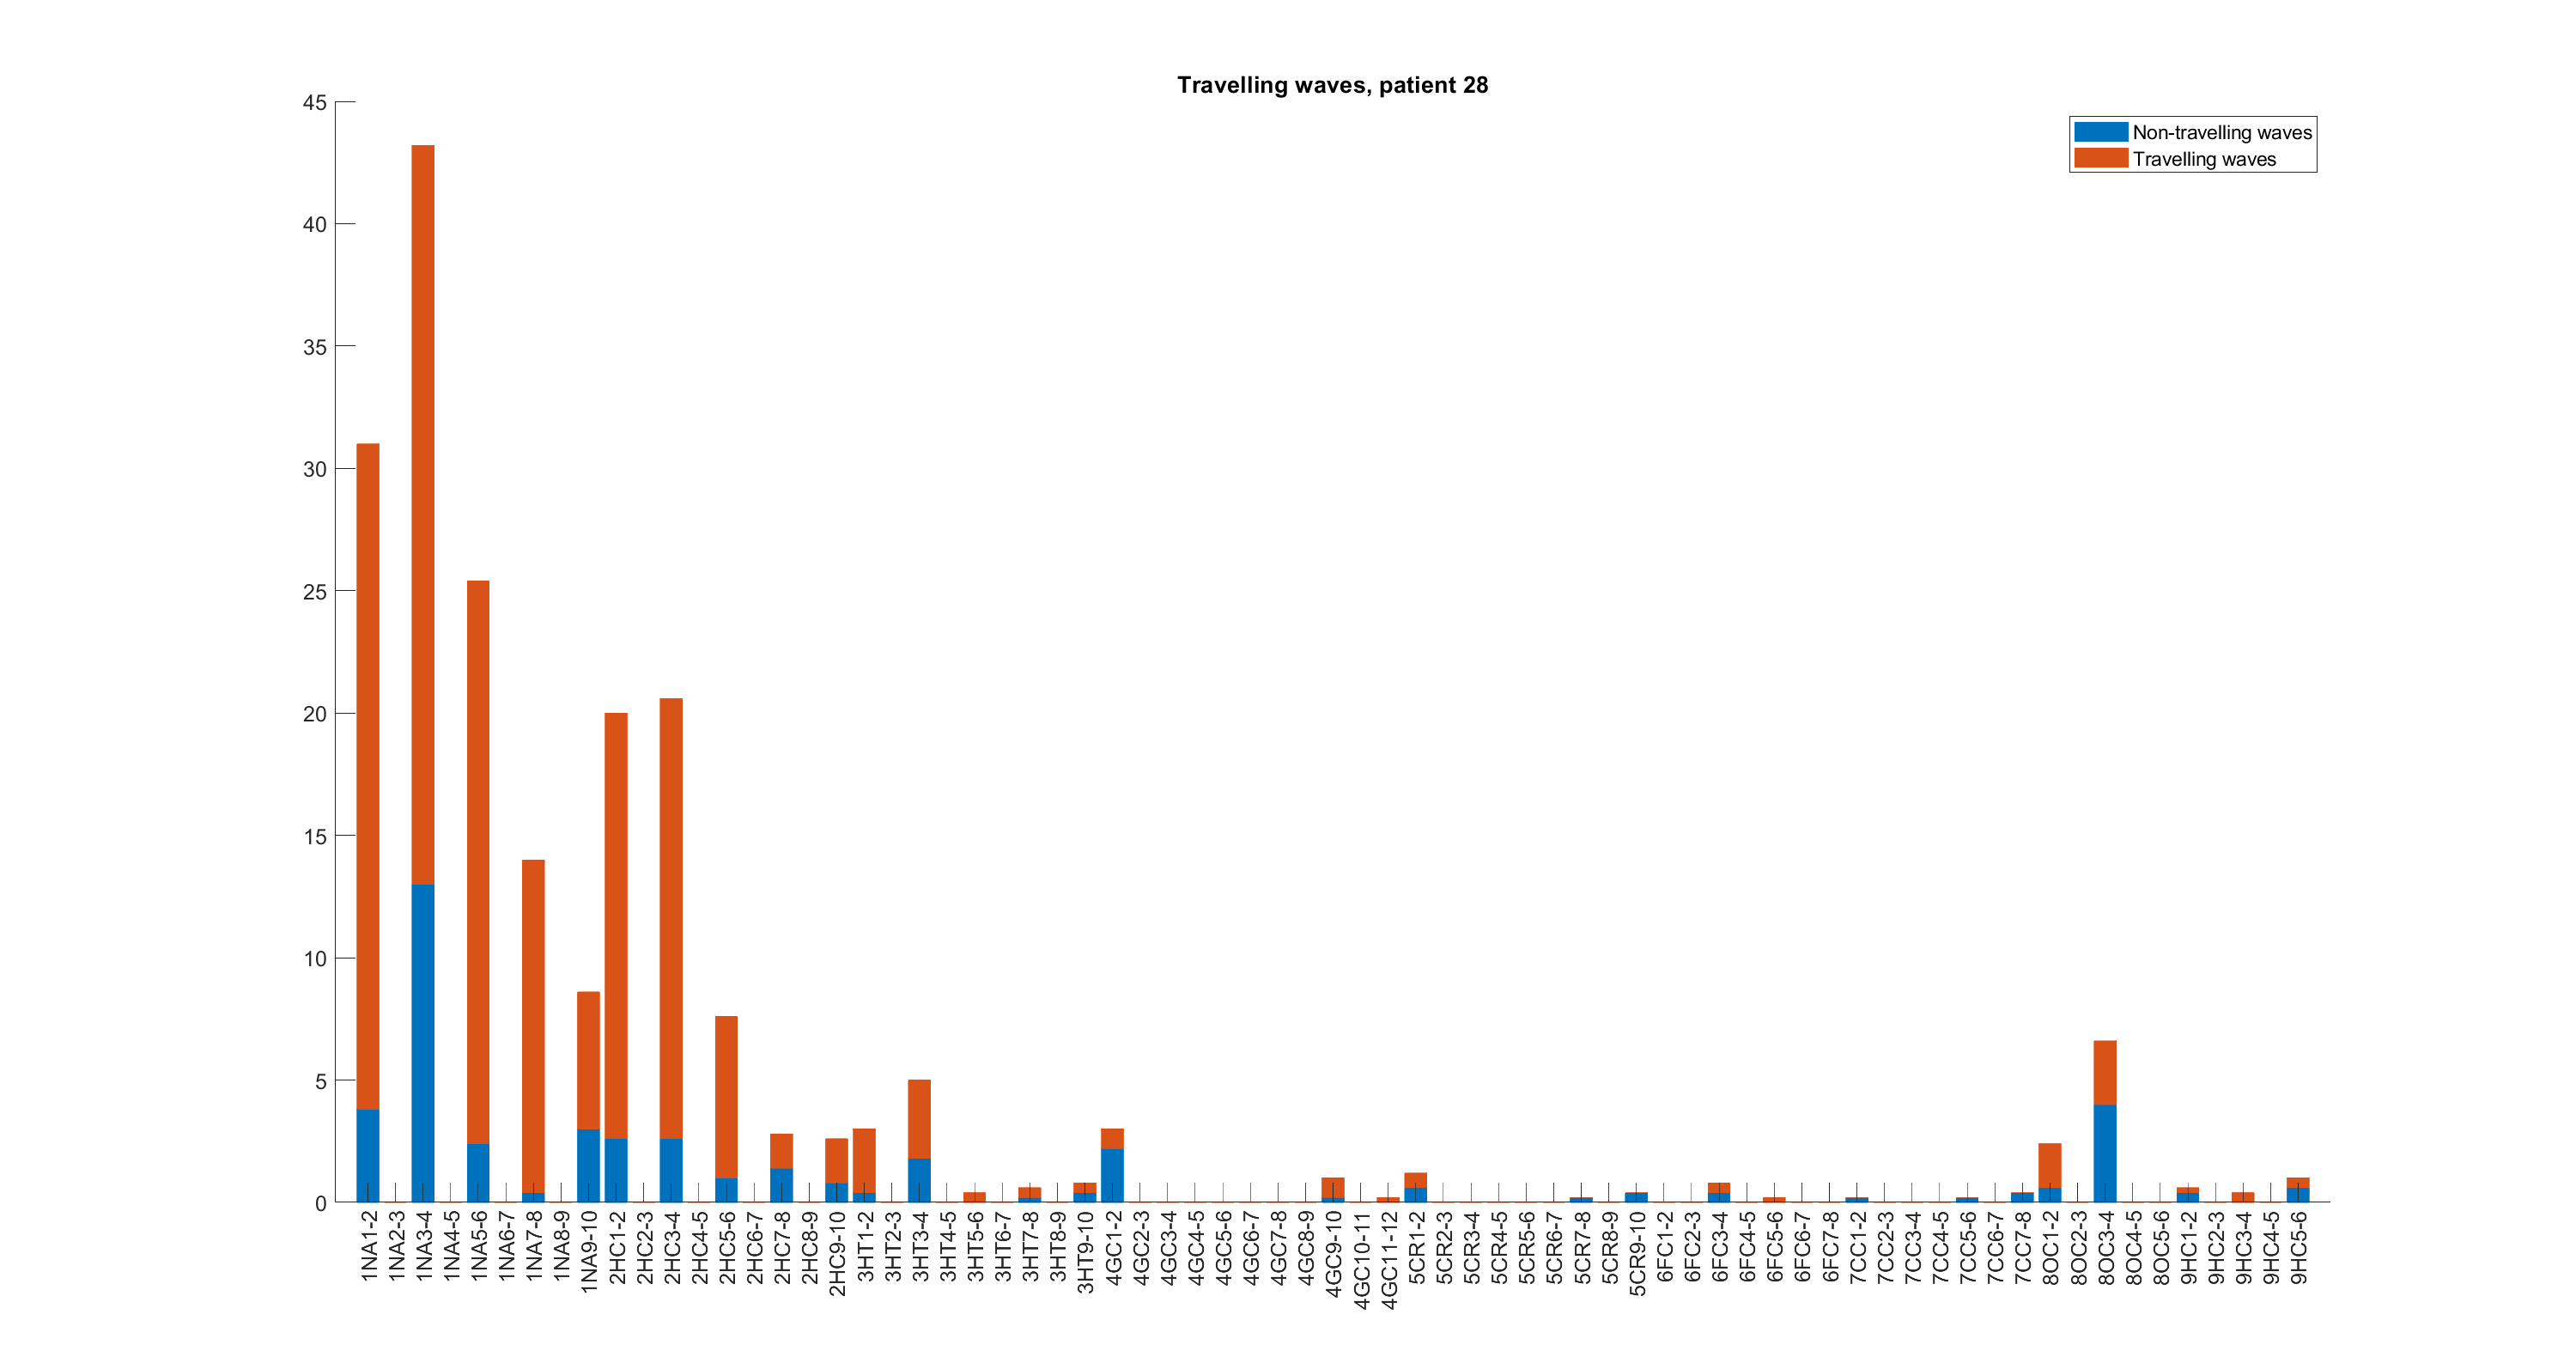 Travelling waves, patient 28
Non-travelling waves
Travelling waves
45
40
35
30
25
20
15
10
5
0
1NA1-2
1NA2-3
1NA3-4
1NA4-5
1NA5-6
1NA6-7
1NA7-8
1NA8-9
1NA9-10
2HC1-2
2HC2-3
2HC3-4
2HC4-5
2HC5-6
2HC6-7
2HC7-8
2HC8-9
2HC9-10
3HT1-2
3HT2-3
3HT3-4
3HT4-5
3HT5-6
3HT6-7
3HT7-8
3HT8-9
3HT9-10
4GC1-2
4GC2-3
4GC3-4
4GC4-5
4GC5-6
4GC6-7
4GC7-8
4GC8-9
4GC9-10
4GC10-11
4GC11-12
5CR1-2
5CR2-3
5CR3-4
5CR4-5
5CR5-6
5CR6-7
5CR7-8
5CR8-9
5CR9-10
6FC1-2
6FC2-3
6FC3-4
6FC4-5
6FC5-6
6FC6-7
6FC7-8
7CC1-2
7CC2-3
7CC3-4
7CC4-5
7CC5-6
7CC6-7
7CC7-8
8OC1-2
8OC2-3
8OC3-4
8OC4-5
8OC5-6
9HC1-2
9HC2-3
9HC3-4
9HC4-5
9HC5-6